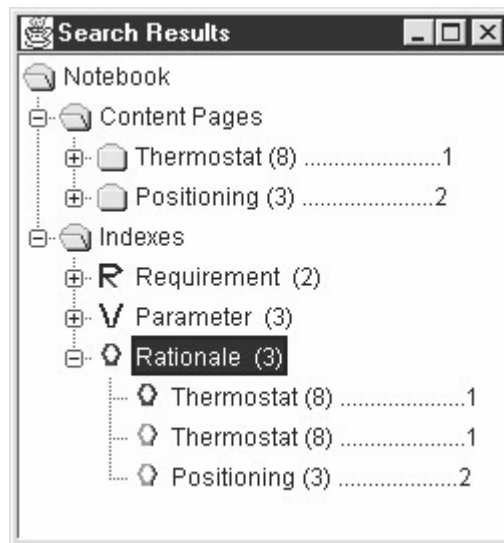 Search Results
Notebook
Content Pages
Thermostat (8) ......................1
Positioning (3) .....................2
Indexes
R Requirement (2)
V Parameter (3)
Rationale (3)
Thermostat (8) .....................1
Thermostat (8) .....................1
Positioning (3) ....................2